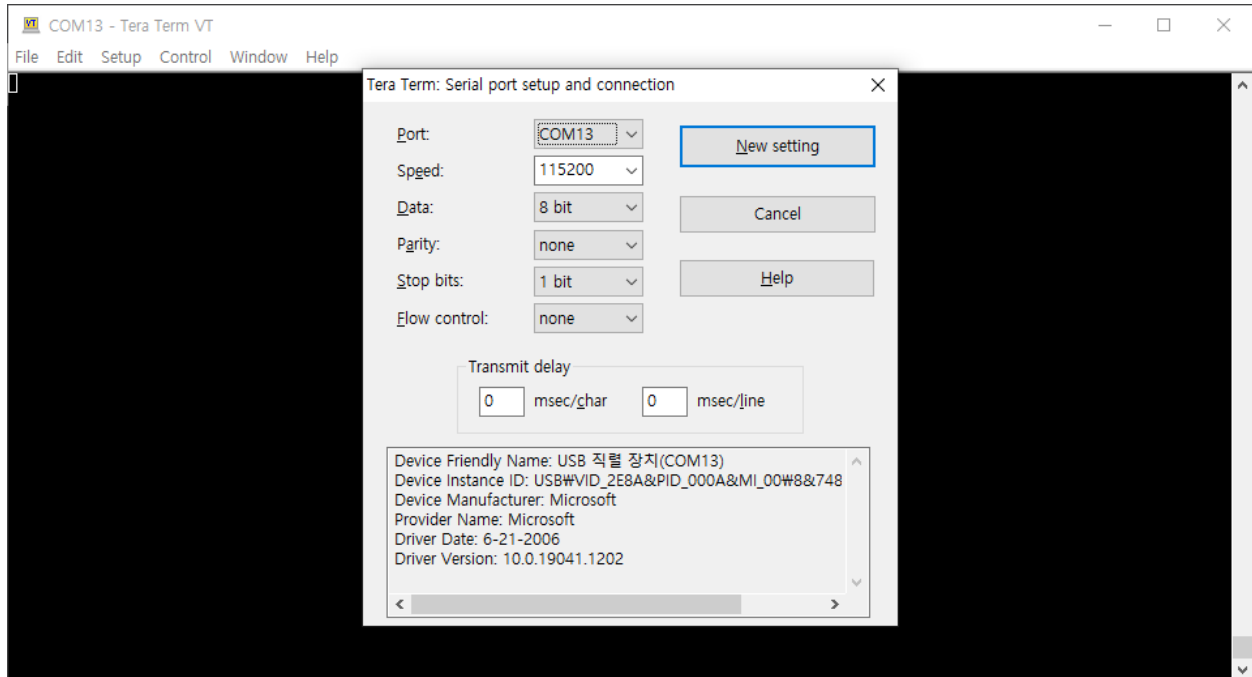 VT COM13 - Tera Term VT
File Edit Setup Control Window Help
Tera Term: Serial port setup and connection
Port: COM13
New setting
Speed: 115200
Data: 8 bit
Cancel
Parity: none
Stop bits: 1 bit
Help
Flow control: none
Transmit delay
0 msec/char 0 msec/line
Device Friendly Name: USB 직렬 장치(COM13)
Device Instance ID: USB₩VID_2E8A&PID_000A&MI_00₩8&748
Device Manufacturer: Microsoft
Provider Name: Microsoft
Driver Date: 6-21-2006
Driver Version: 10.0.19041.1202